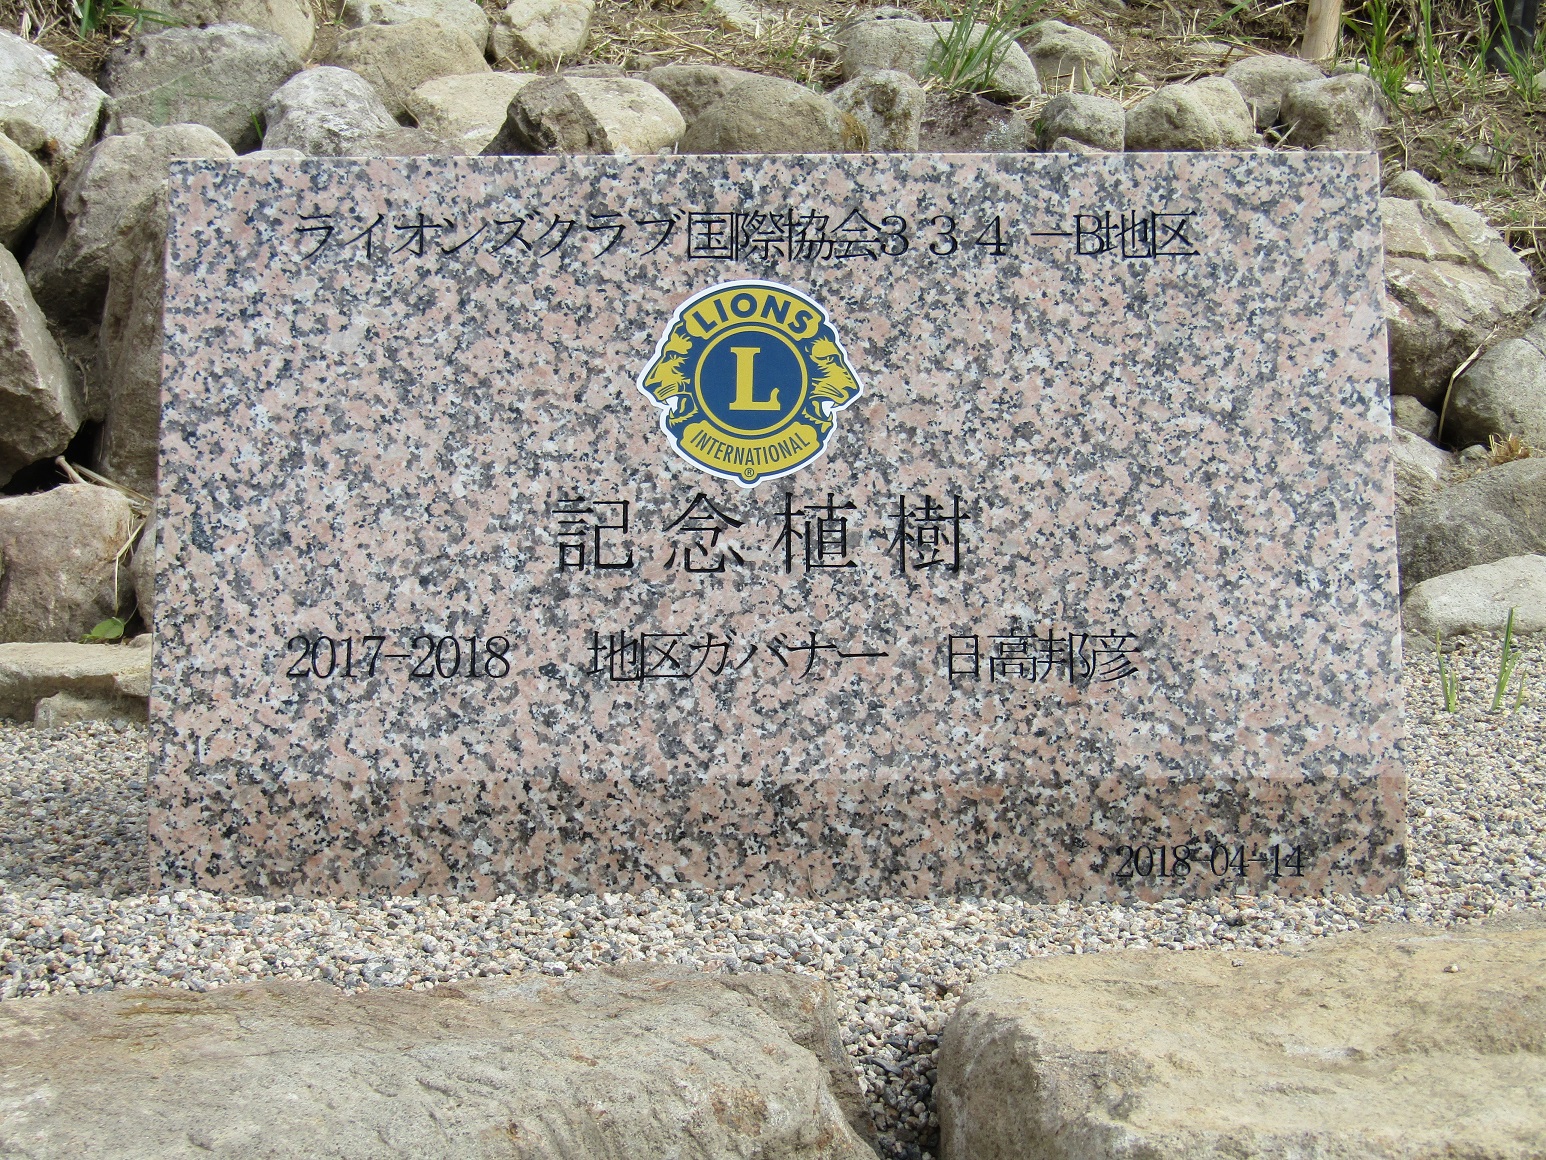 ライオンズクラブ国際協会334-B地区
LIONS
L
INTERNATIONAL
®
記念植樹
2017-2018 地区ガバナー 日高邦彦
2018-04-14